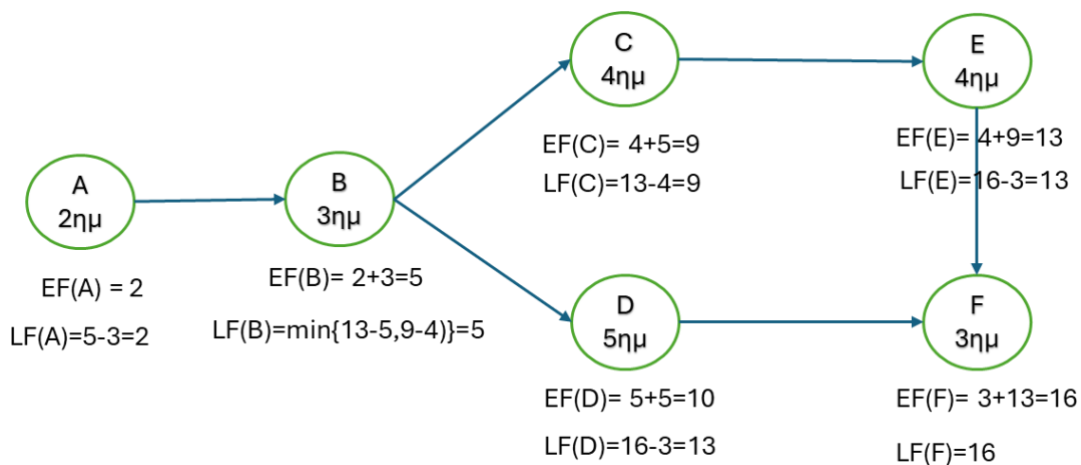 A
2ημ
EF(A) = 2
LF(A)=5-3=2
B
3ημ
EF(B)= 2+3=5
LF(B)=min{13-5,9-4)}=5
C
4ημ
EF(C)= 4+5=9
LF(C)=13-4=9
D
5ημ
EF(D)= 5+5=10
LF(D)=16-3=13
E
4ημ
EF(E)= 4+9=13
LF(E)=16-3=13
F
3ημ
EF(F)= 3+13=16
LF(F)=16